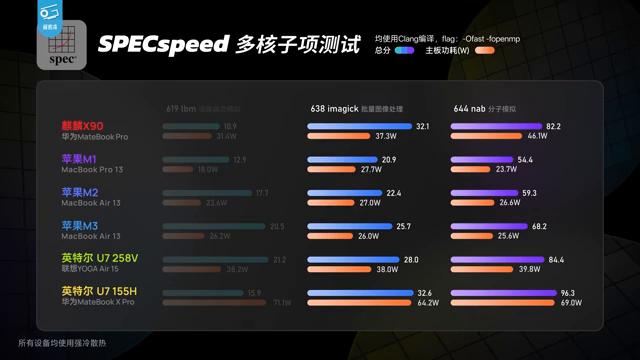 极客湾
spec
SPECspeed 多核子项测试
均使用Clang编译，flag：-Ofast -fopenmp
总分 主板功耗(W)
619 lbm
638 imagick 批量图像处理
644 nab 分子模拟
麒麟X90
华为MateBook Pro
10.9 32.1 82.2
31.4W 37.3W 46.1W
苹果M1
MacBook Pro 13
12.9 20.9 54.4
18.0W 27.7W 23.7W
苹果M2
MacBook Air 13
17.7 22.4 59.3
23.6W 27.0W 26.6W
苹果M3
MacBook Air 13
20.5 25.7 68.2
26.2W 26.0W 25.6W
英特尔 U7 258V
联想YOGA Air 15
21.2 28.0 84.4
38.2W 38.0W 39.8W
英特尔 U7 155H
华为MateBook X Pro
15.9 32.6 96.3
71.1W 64.2W 69.0W
所有设备均使用强冷散热